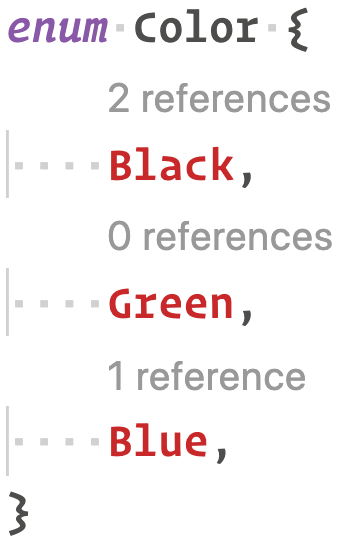 enum Color {
2 references
Black,
0 references
Green,
1 reference
Blue,
}